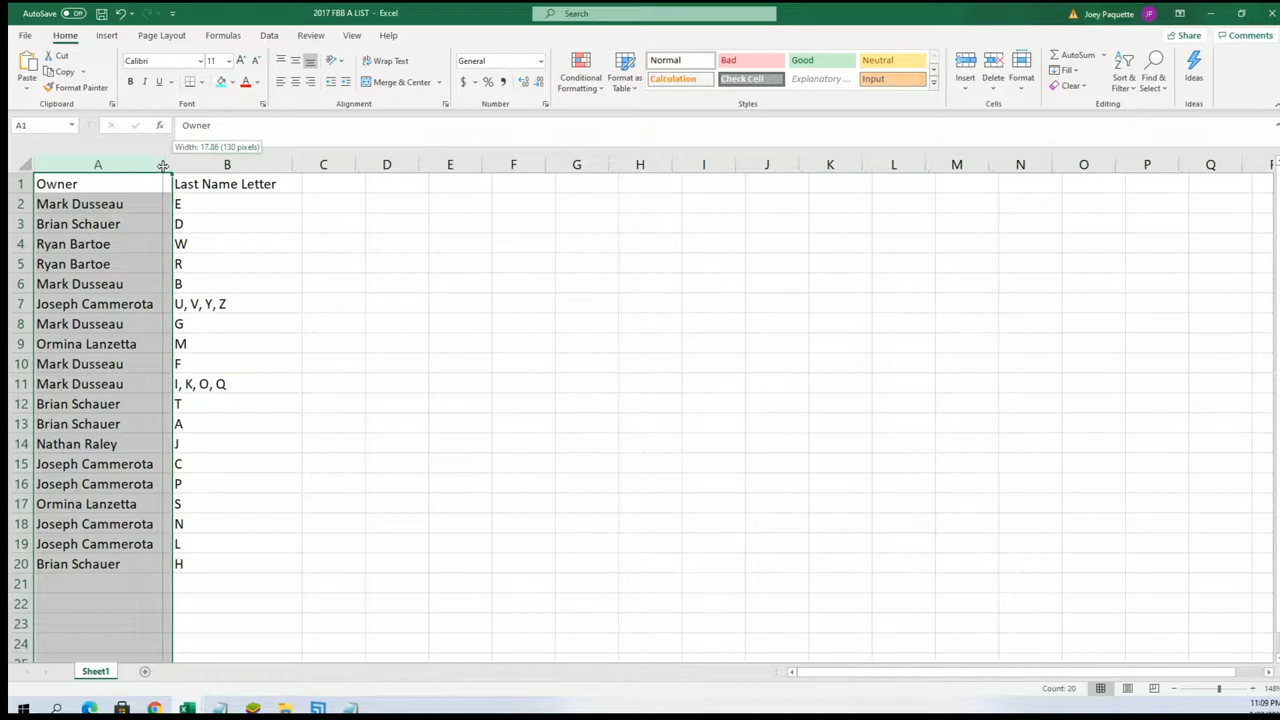 AutoSave Off 2017 FBB A LIST - Excel Search Joey Paquette JP
File Home Insert Page Layout Formulas Data Review View Help Share Comments
Paste Cut Copy Format Painter Clipboard
Calibri 11 A A B I U A Font
Wrap Text Merge & Center Alignment
General $ % Number
Conditional Formatting Format as Table Normal Bad Good Neutral Calculation Check Cell Explanatory ... Input Styles
Insert Delete Format Cells
AutoSum Fill Clear Sort & Filter Find & Select Editing
Ideas Ideas
A1 fx Owner
Width: 17.86 (130 pixels)
A B C D E F G H I J K L M N O P Q
1 Owner Last Name Letter
2 Mark Dusseau E
3 Brian Schauer D
4 Ryan Bartoe W
5 Ryan Bartoe R
6 Mark Dusseau B
7 Joseph Cammerota U, V, Y, Z
8 Mark Dusseau G
9 Ormina Lanzetta M
10 Mark Dusseau F
11 Mark Dusseau I, K, O, Q
12 Brian Schauer T
13 Brian Schauer A
14 Nathan Raley J
15 Joseph Cammerota C
16 Joseph Cammerota P
17 Ormina Lanzetta S
18 Joseph Cammerota N
19 Joseph Cammerota L
20 Brian Schauer H
21
22
23
24
Sheet1
Count: 20 148%
11:09 PM